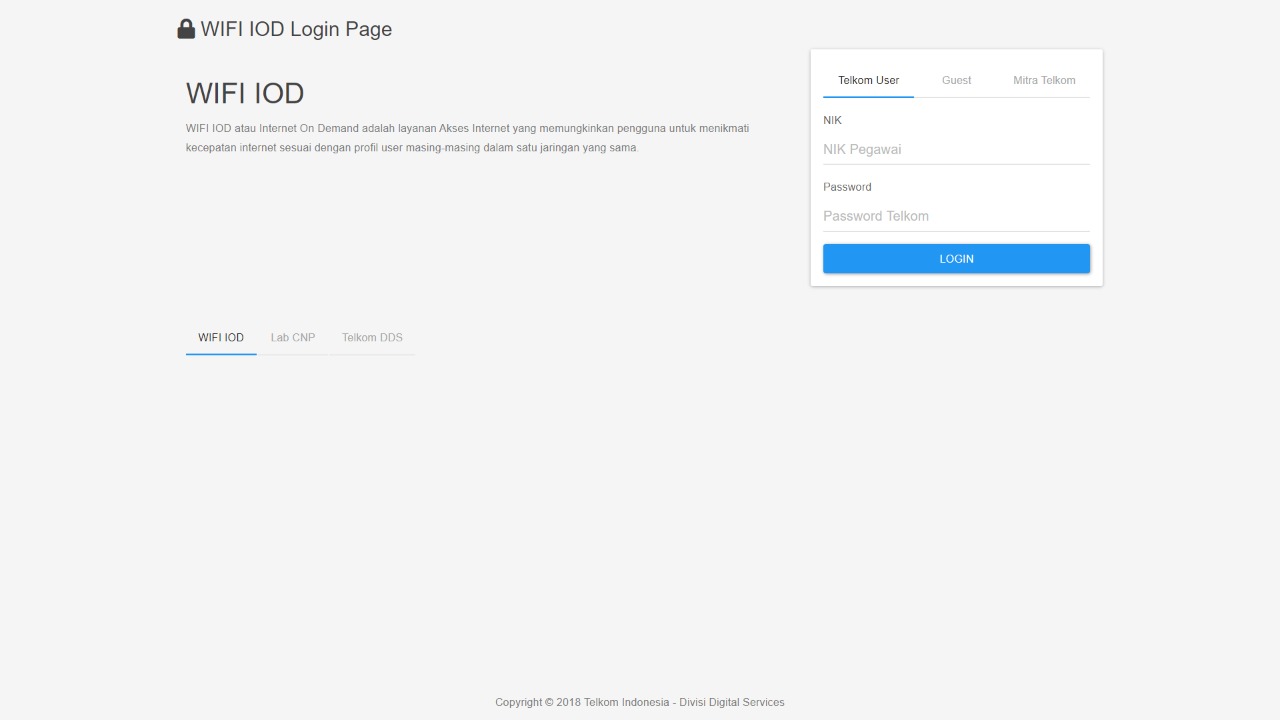 WIFI IOD Login Page
WIFI IOD
WIFI IOD atau Internet On Demand adalah layanan Akses Internet yang memungkinkan pengguna untuk menikmati
kecepatan internet sesuai dengan profil user masing-masing dalam satu jaringan yang sama.
Telkom User Guest Mitra Telkom
NIK
NIK Pegawai
Password
Password Telkom
LOGIN
WIFI IOD Lab CNP Telkom DDS
Copyright © 2018 Telkom Indonesia - Divisi Digital Services